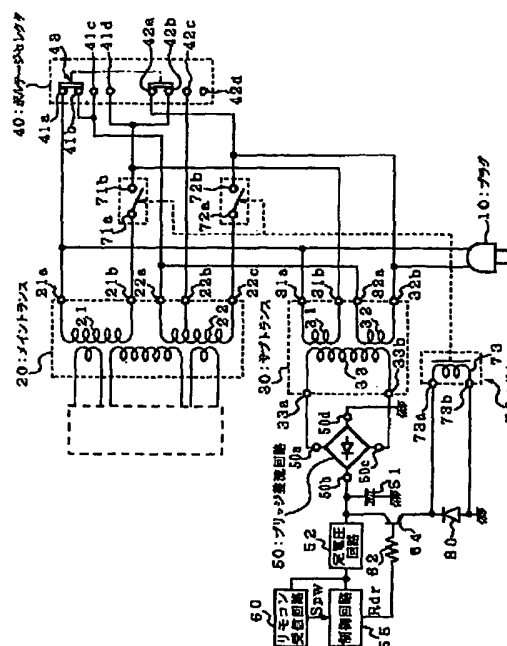 40:ボルテージセレクタ
43
41a
41b
41c
41d
42a
42b
42c
42d
71b
71a
72b
72a
10:プラグ
21a
21b
22a
22b
22c
31a
31b
32a
32b
20:メイントランス
21
22
30:サブトランス
31
32
33
33a
33b
73
73a
73b
50a
50b
50c
50d
50:ブリッジ整流回路
51
52
定電圧回路
62
64
80
60
リモコン受信回路
Spw
制御回路
Rdr